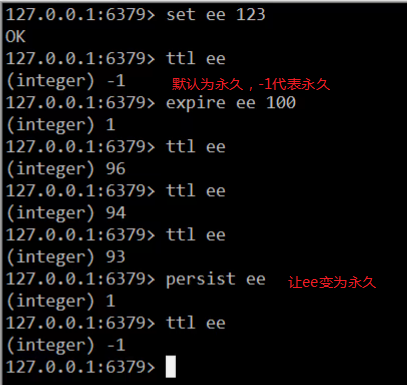 127.0.0.1:6379> set ee 123
OK
127.0.0.1:6379> ttl ee
(integer) -1 默认为永久，-1代表永久
127.0.0.1:6379> expire ee 100
(integer) 1
127.0.0.1:6379> ttl ee
(integer) 96
127.0.0.1:6379> ttl ee
(integer) 94
127.0.0.1:6379> ttl ee
(integer) 93
127.0.0.1:6379> persist ee 让ee变为永久
(integer) 1
127.0.0.1:6379> ttl ee
(integer) -1
127.0.0.1:6379>